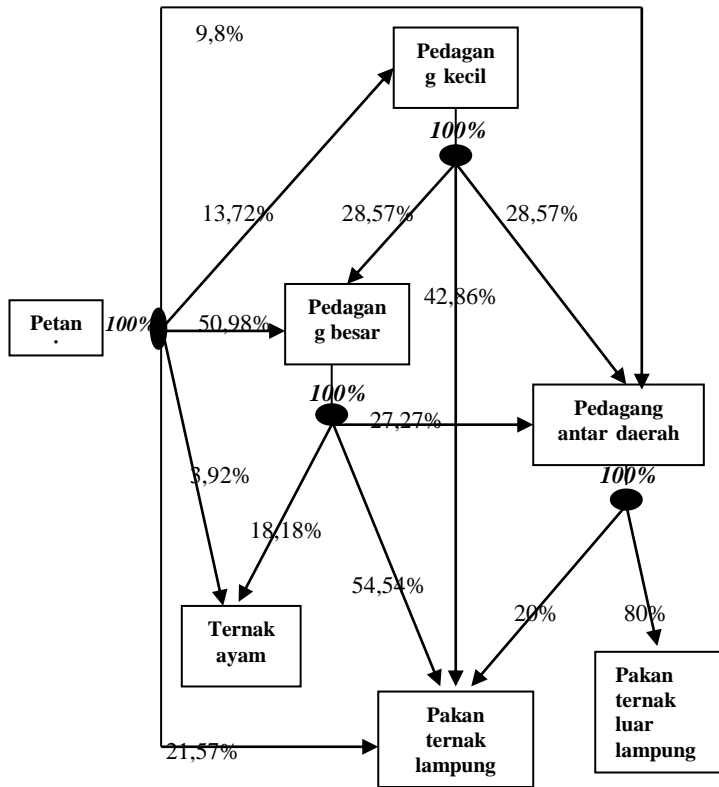 9,8%
Pedagan
g kecil
100%
13,72%
28,57%
28,57%
Petan
100%
50,98%
Pedagan
g besar
42,86%
100%
27,27%
Pedagang
antar daerah
100%
3,92%
18,18%
54,54%
20%
80%
Ternak
ayam
Pakan
ternak
luar
lampung
Pakan
ternak
lampung
21,57%